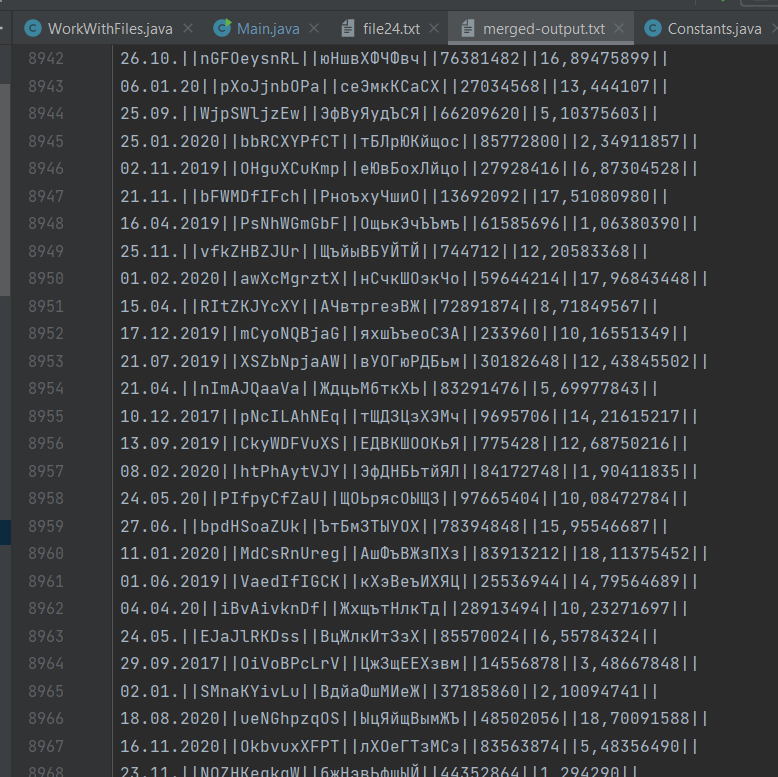 WorkWithFiles.java Main.java file24.txt merged-output.txt Constants.java
8942 26.10.||nGFOeysnRL||юНшвХФЧФвч||76381482||16,89475899||
8943 06.01.20||pXoJjnbOPa||сеЭмкКСаСХ||27034568||13,444107||
8944 25.09.||WjpSWljzEw||ЭфВуЯудЪСЯ||66209620||5,10375603||
8945 25.01.2020||bbRCXYPfCT||тБЛрЮКйщос||85772800||2,34911857||
8946 02.11.2019||OHguXCuKmp||еЮвБохЛйцо||27928416||6,87304528||
8947 21.11.||bFWMDfIFch||РноъхуЧшиО||13692092||17,51080980||
8948 16.04.2019||PsNhWGmGbF||ОщькЭчЪЪмъ||61585696||1,06380390||
8949 25.11.||vfkZHBZJUr||ЩъйыВБУЙТЙ||744712||12,20583368||
8950 01.02.2020||awXcMgrztX||нСчкШОэкЧо||59644214||17,96843448||
8951 15.04.||RItZKJYcXY||АЧвтргеэВЖ||72891874||8,71849567||
8952 17.12.2019||mCyoNQBjaG||яхшЪъеоСЗА||233960||10,16551349||
8953 21.07.2019||XSZbNpjaAW||вУОГюРДБьм||30182648||12,43845502||
8954 21.04.||nImAJQaaVa||ЖдцьМбткХЬ||83291476||5,69977843||
8955 10.12.2017||pNcILAhNEq||тЩДЗЦзХЭМч||9695706||14,21615217||
8956 13.09.2019||CkyWDFVuXS||ЕДВКШООКьЯ||775428||12,68750216||
8957 08.02.2020||htPhAytVJY||ЭфДНБЬтйЯЛ||84172748||1,90411835||
8958 24.05.20||PIfpyCfZaU||ЩОЬрясОЫЩЗ||97665404||10,08472784||
8959 27.06.||bpdHSoaZUk||ЪтБмЗТЫУОХ||78394848||15,95546687||
8960 11.01.2020||MdCsRnUreg||АшФъВЖзПХз||83913212||18,11375452||
8961 01.06.2019||VaedIfIGCK||кХэВеъИХЯЦ||25536944||4,79564689||
8962 04.04.20||iBvAivknDf||ЖхщътНлкТд||28913494||10,23271697||
8963 24.05.||EJaJlRKDss||ВцЖлкИтЗзХ||85570024||6,55784324||
8964 29.09.2017||OiVoBPcLrV||ЦжЗщЕЕХзвм||14556878||3,48667848||
8965 02.01.||SMnaKYivLu||ВдйаФшМИеЖ||37185860||2,10094741||
8966 18.08.2020||ueNGhpzqOS||ЫцЯйщВымЖЪ||48502056||18,70091588||
8967 16.11.2020||OkbvuxXFPT||лХОеГТзМСэ||83563874||5,48356490||
8968 23.11.||